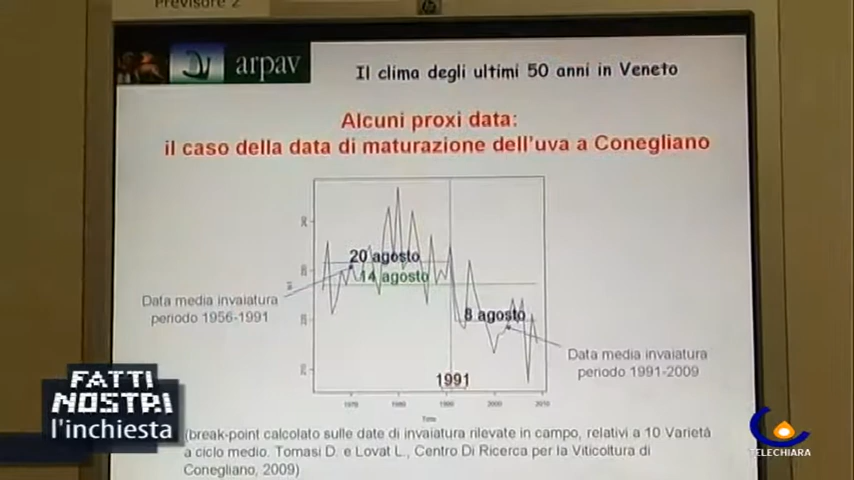 Previsore 2
hp
arpav
Il clima degli ultimi 50 anni in Veneto
Alcuni proxi data:
il caso della data di maturazione dell'uva a Conegliano
20 agosto
14 agosto
Data media invaiatura
periodo 1956-1991
8 agosto
Data media invaiatura
periodo 1991-2009
1991
1970 1980 1990 2000 2010
Time
(break-point calcolato sulle date di invaiatura rilevate in campo, relativi a 10 Varietá
a ciclo medio. Tomasi D. e Lovat L., Centro Di Ricerca per la Viticoltura di
Conegliano, 2009)
FATTI
NOSTRI
l'inchiesta
TELECHIARA